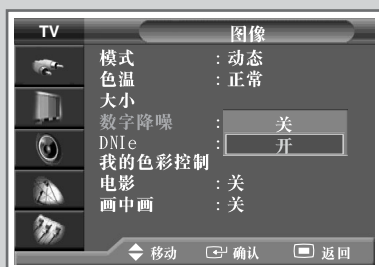 TV 图像
模式 : 动态
色温 : 正常
大小
数字降噪 : 关
DNIe : 开
我的色彩控制
电影 : 关
画中画 : 关
移动 确认 返回